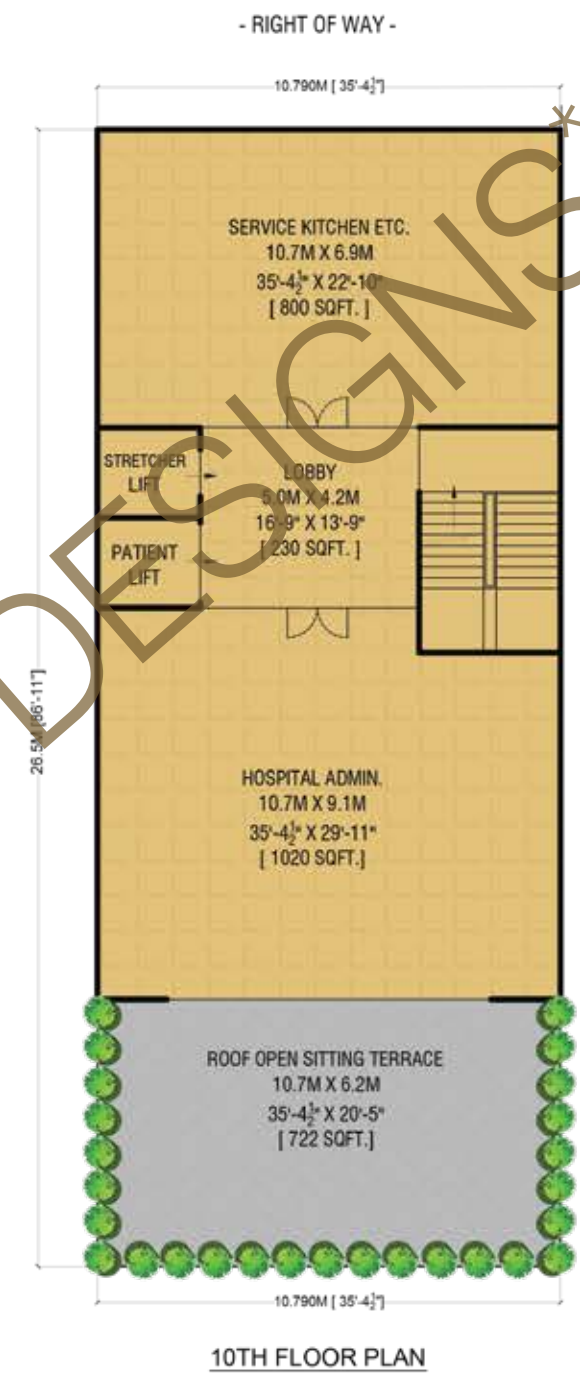 - RIGHT OF WAY -
10.790M [ 35'-4½"]
DESIGNS*
SERVICE KITCHEN ETC.
10.7M X 6.9M
35'-4½" X 22'-10"
[ 800 SQFT. ]
STRETCHER
LIFT
LOBBY
5.0M X 4.2M
16'-9" X 13'-9"
[ 230 SQFT. ]
PATIENT
LIFT
26.5M [86'-11"]
HOSPITAL ADMIN.
10.7M X 9.1M
35'-4½" X 29'-11"
[ 1020 SQFT.]
ROOF OPEN SITTING TERRACE
10.7M X 6.2M
35'-4½" X 20'-5"
[ 722 SQFT.]
10.790M [ 35'-4½"]
10TH FLOOR PLAN